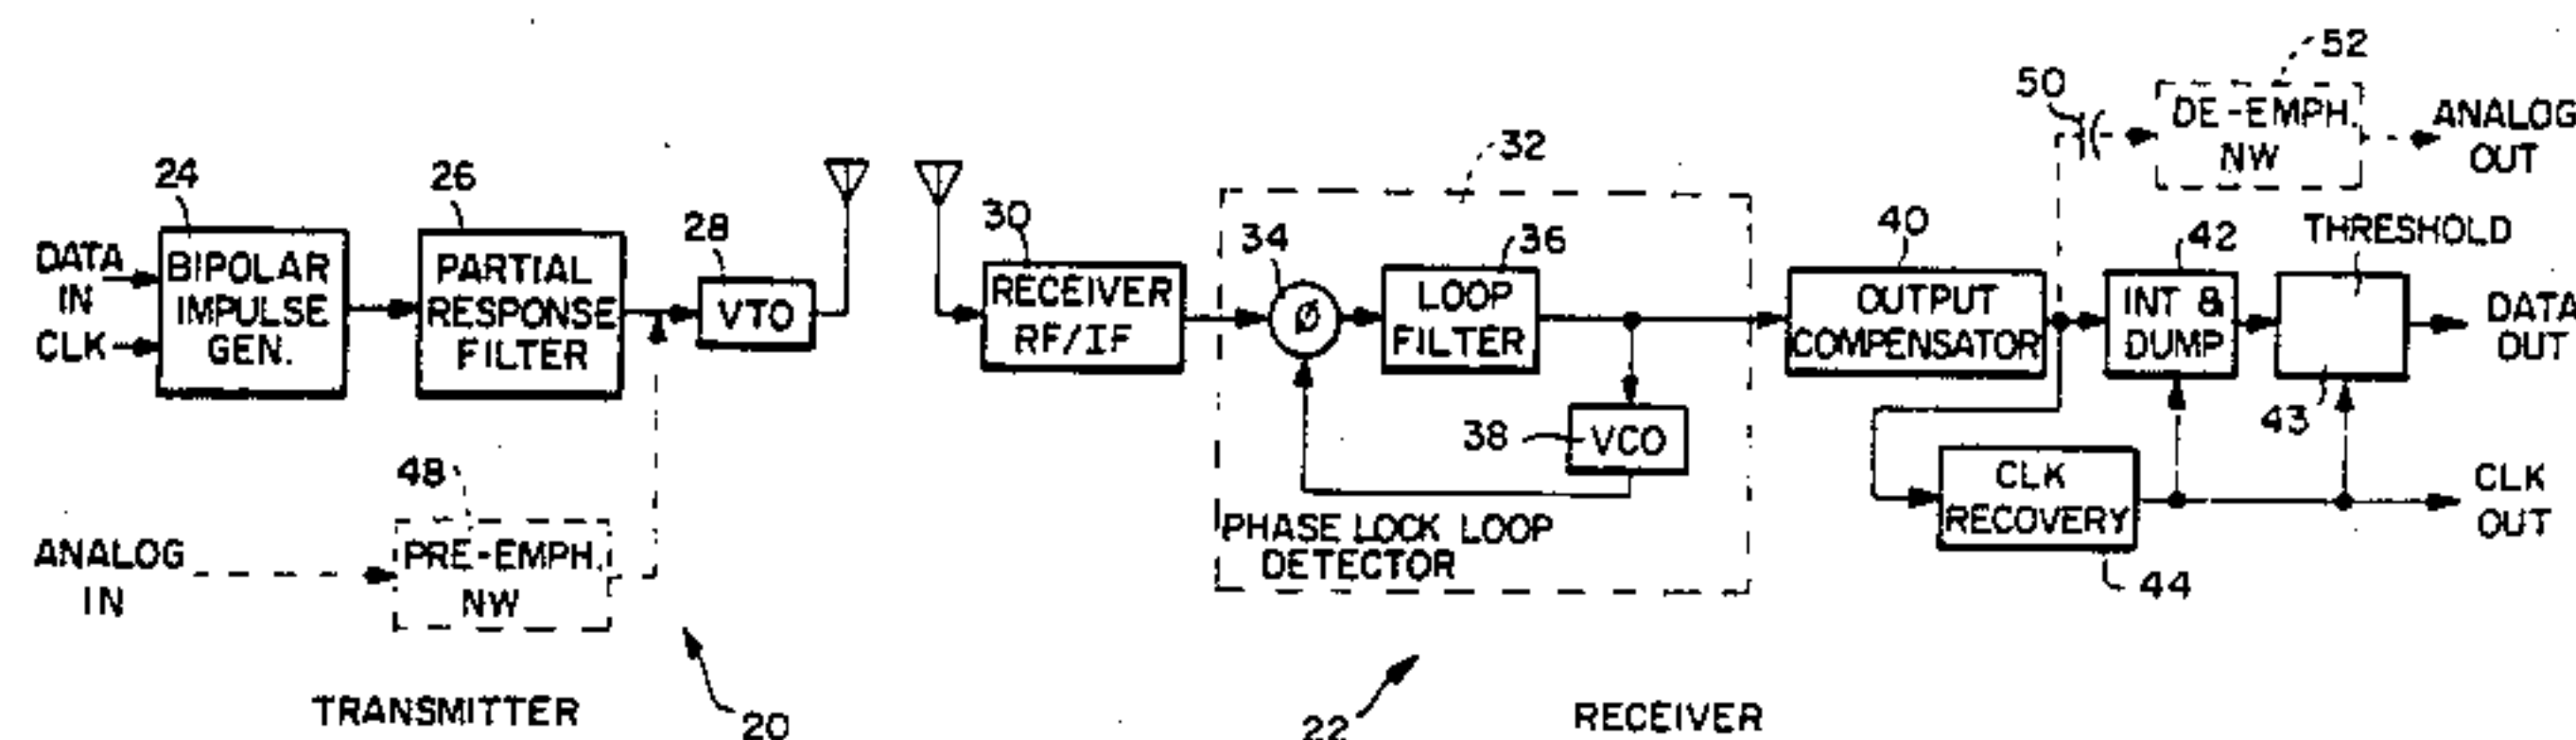 52
50
DE-EMPH.
NW
ANALOG
OUT
32
24
26
28
30
34
36
40
42
THRESHOLD
DATA
IN
CLK
BIPOLAR
IMPULSE
GEN.
PARTIAL
RESPONSE
FILTER
VTO
RECEIVER
RF/IF
Ø
LOOP
FILTER
OUTPUT
COMPENSATOR
INT &
DUMP
DATA
OUT
43
38
VCO
CLK
RECOVERY
CLK
OUT
44
48
ANALOG
IN
PRE-EMPH.
NW
PHASE LOCK LOOP
DETECTOR
TRANSMITTER
20
22
RECEIVER